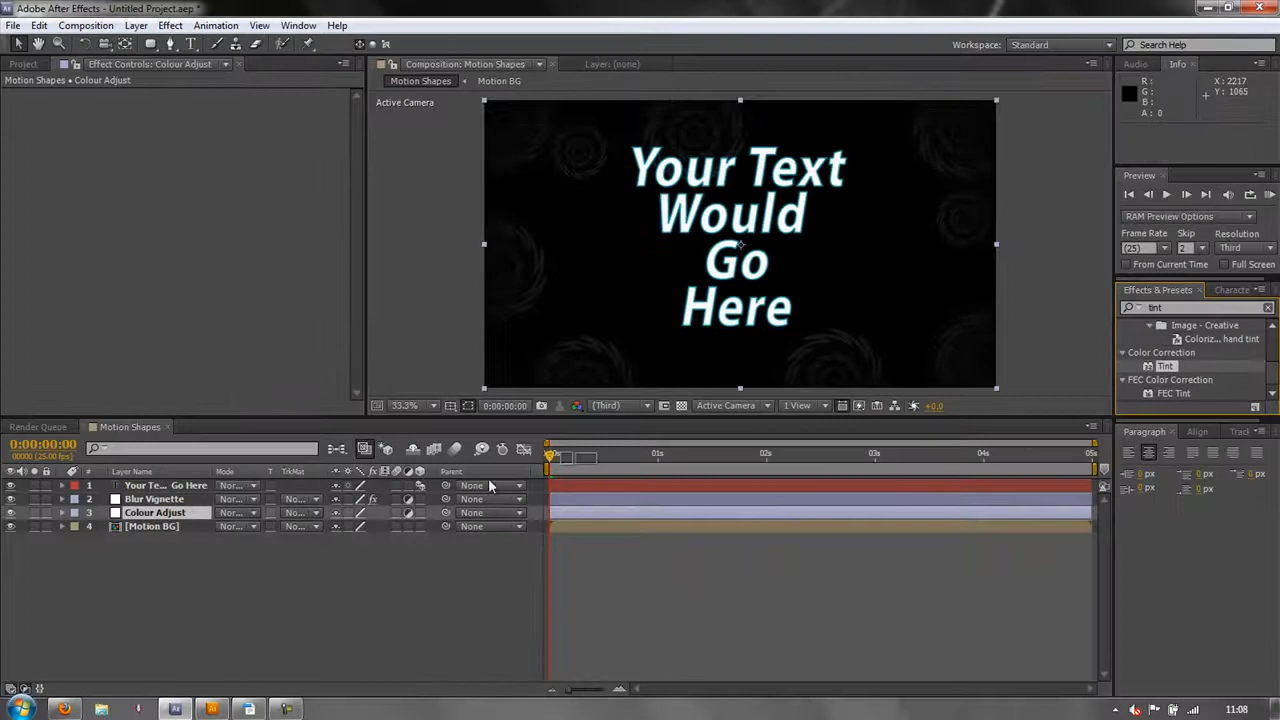 Adobe After Effects - Untitled Project.aep *
File Edit Composition Layer Effect Animation View Window Help
Workspace: Standard Search Help
Project Effect Controls: Colour Adjust
Motion Shapes • Colour Adjust
Composition: Motion Shapes Layer: (none)
Motion Shapes Motion BG
Active Camera
Your Text
Would
Go
Here
33.3% 0:00:00:00 (Third) Active Camera 1 View +0.0
Audio Info
R: X: 2217
G: Y: 1065
B:
A: 0
Preview
RAM Preview Options
Frame Rate Skip Resolution
(25) 2 Third
From Current Time Full Screen
Effects & Presets Characte
tint
Image - Creative
Coloriz... hand tint
Color Correction
Tint
FEC Color Correction
FEC Tint
Paragraph Align Track
0 px 0 px
0 px 0 px
Render Queue Motion Shapes
0:00:00:00
00000 (25.00 fps)
# Layer Name Mode T TrkMat Parent
1 Your Te... Go Here Nor... None
2 Blur Vignette Nor... No... None
3 Colour Adjust Nor... No... None
4 [Motion BG] Nor... No... None
01s 02s 03s 04s 05s
11:08